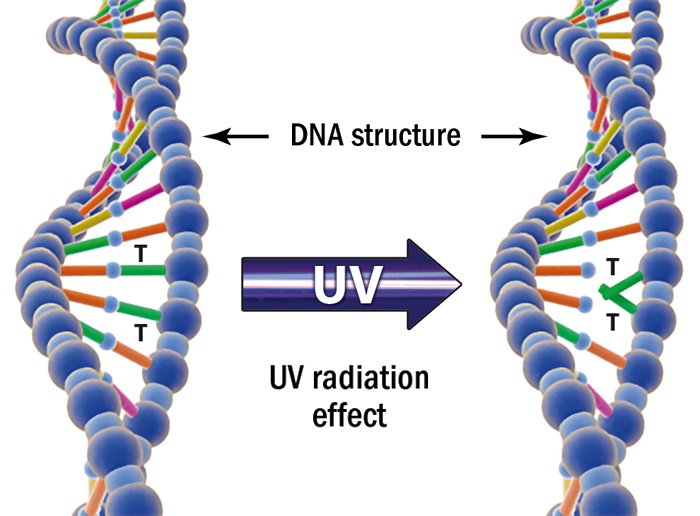 DNA structure
T
T
UV
T
T
UV radiation
effect